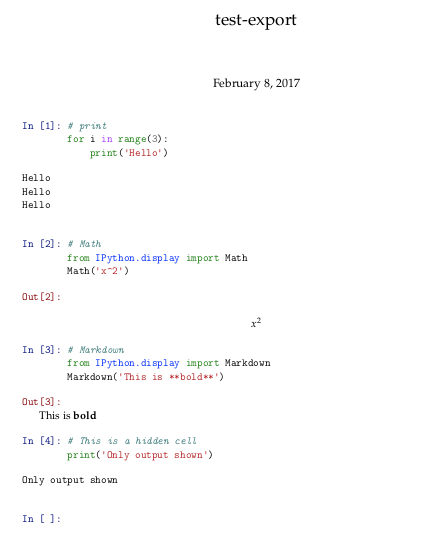 test-export
February 8, 2017
In [1]: # print
        for i in range(3):
            print('Hello')
Hello
Hello
Hello
In [2]: # Math
        from IPython.display import Math
        Math('x^2')
Out[2]:
x²
In [3]: # Markdown
        from IPython.display import Markdown
        Markdown('This is **bold**')
Out[3]:
This is bold
In [4]: # This is a hidden cell
        print('Only output shown')
Only output shown
In [ ]: